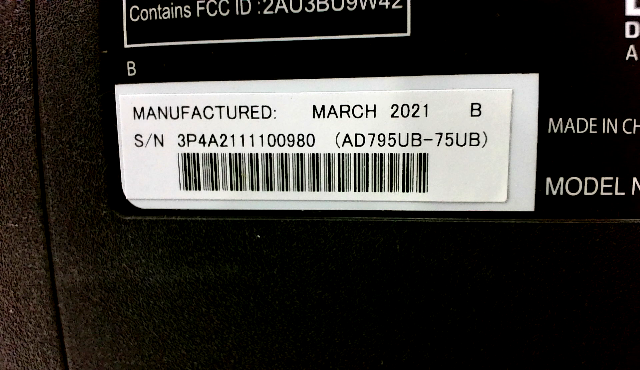 Contains FCC ID :2AU3BU9W42
D
A
B
MANUFACTURED: MARCH 2021 B
S/N 3P4A2111100980 (AD795UB-75UB)
MADE IN CH
MODEL N